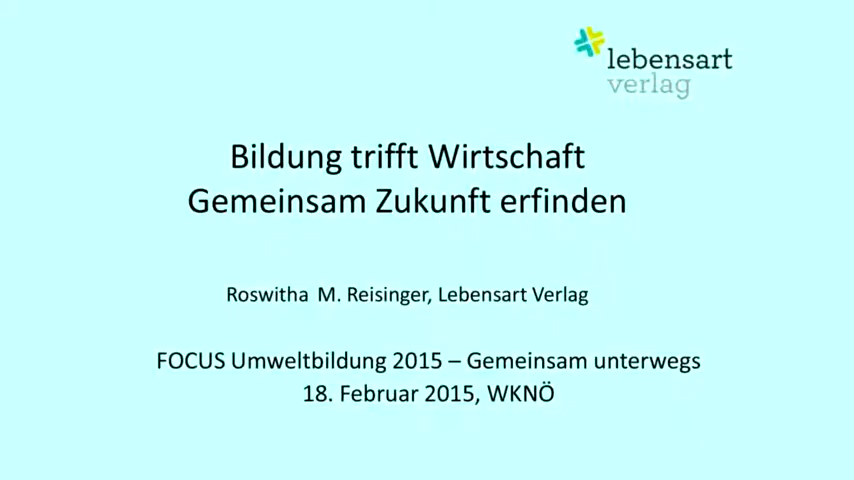 lebensart
verlag
Bildung trifft Wirtschaft
Gemeinsam Zukunft erfinden
Roswitha M. Reisinger, Lebensart Verlag
FOCUS Umweltbildung 2015 – Gemeinsam unterwegs
18. Februar 2015, WKNÖ